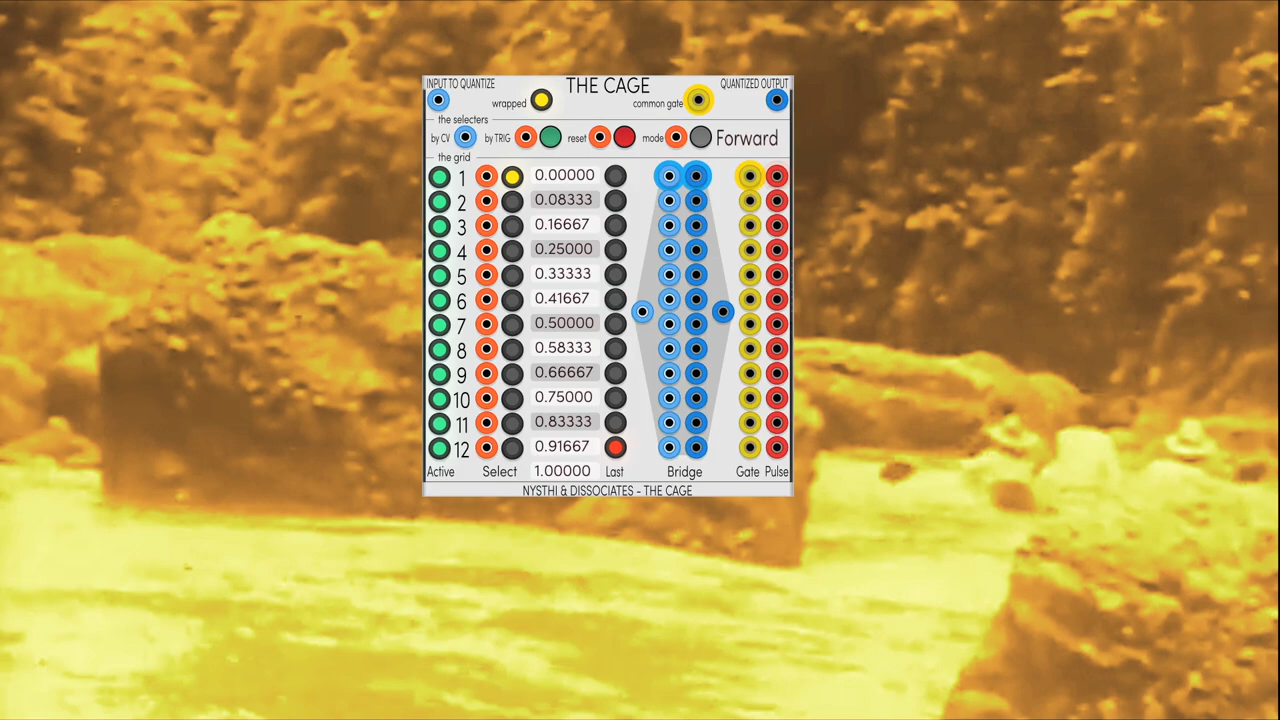 INPUT TO QUANTIZE THE CAGE QUANTIZED OUTPUT
wrapped common gate
the selecters
by CV by TRIG reset mode Forward
the grid
1 0.00000
2 0.08333
3 0.16667
4 0.25000
5 0.33333
6 0.41667
7 0.50000
8 0.58333
9 0.66667
10 0.75000
11 0.83333
12 0.91667
Active Select 1.00000 Last Bridge Gate Pulse
NYSTHI & DISSOCIATES - THE CAGE